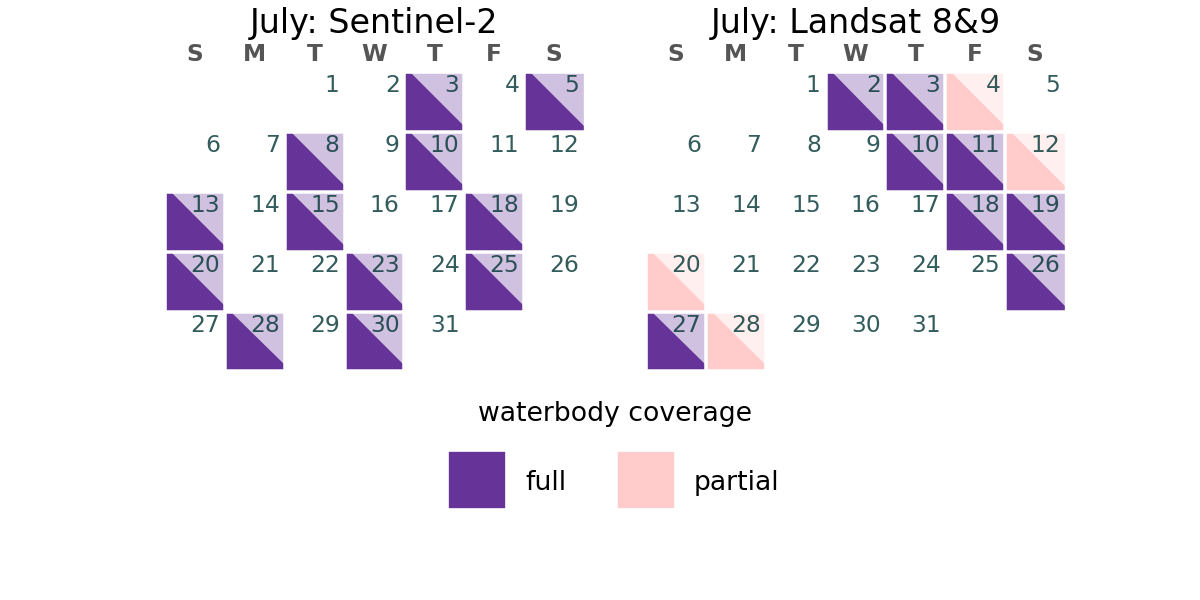 July: Sentinel-2
S M T W T F S
1 2 3 4 5
6 7 8 9 10 11 12
13 14 15 16 17 18 19
20 21 22 23 24 25 26
27 28 29 30 31
July: Landsat 8&9
S M T W T F S
1 2 3 4 5
6 7 8 9 10 11 12
13 14 15 16 17 18 19
20 21 22 23 24 25 26
27 28 29 30 31
waterbody coverage
full
partial